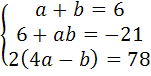 a + b = 6
6 + ab = −21
2(4a − b) = 78